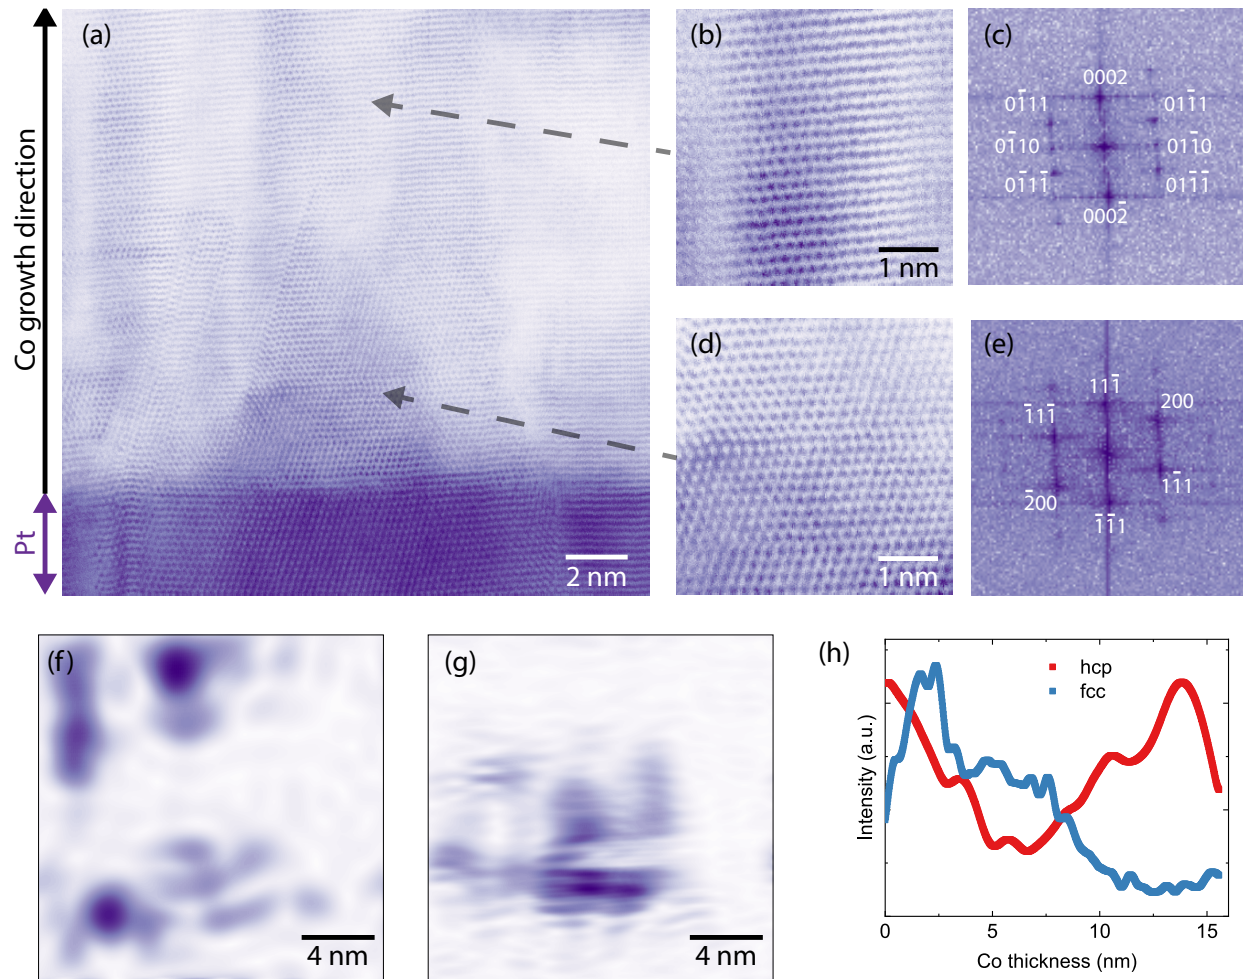 (a)
Co growth direction
Pt
2 nm
(b)
1 nm
(c)
0002
01̄11
011̄1
01̄10
011̄0
01̄11̄
011̄1̄
0002̄
(d)
1 nm
(e)
111̄
200
1̄11̄
11̄1
2̄00
1̄1̄1
(f)
4 nm
(g)
4 nm
(h)
hcp
fcc
Intensity (a.u.)
0 5 10 15
Co thickness (nm)